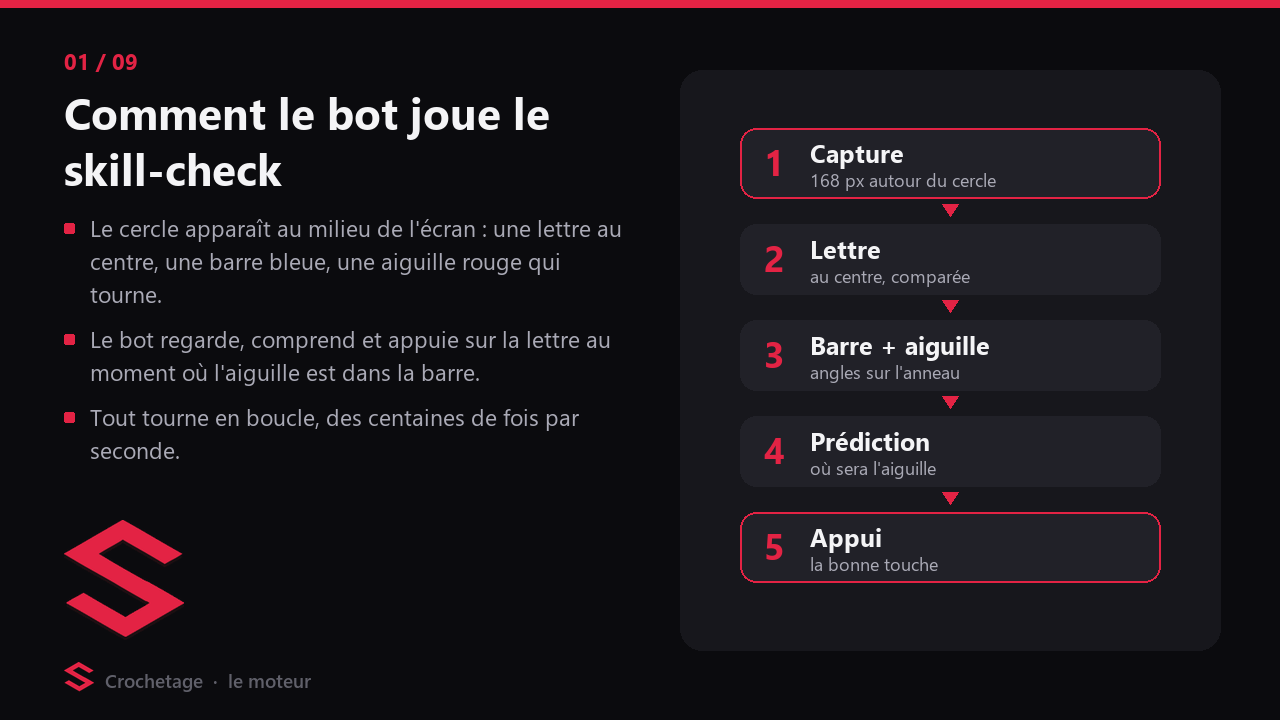 01 / 09
Comment le bot joue le
skill-check
Le cercle apparaît au milieu de l'écran : une lettre au
centre, une barre bleue, une aiguille rouge qui
tourne.
Le bot regarde, comprend et appuie sur la lettre au
moment où l'aiguille est dans la barre.
Tout tourne en boucle, des centaines de fois par
seconde.
Crochetage · le moteur
1
Capture
168 px autour du cercle
2
Lettre
au centre, comparée
3
Barre + aiguille
angles sur l'anneau
4
Prédiction
où sera l'aiguille
5
Appui
la bonne touche